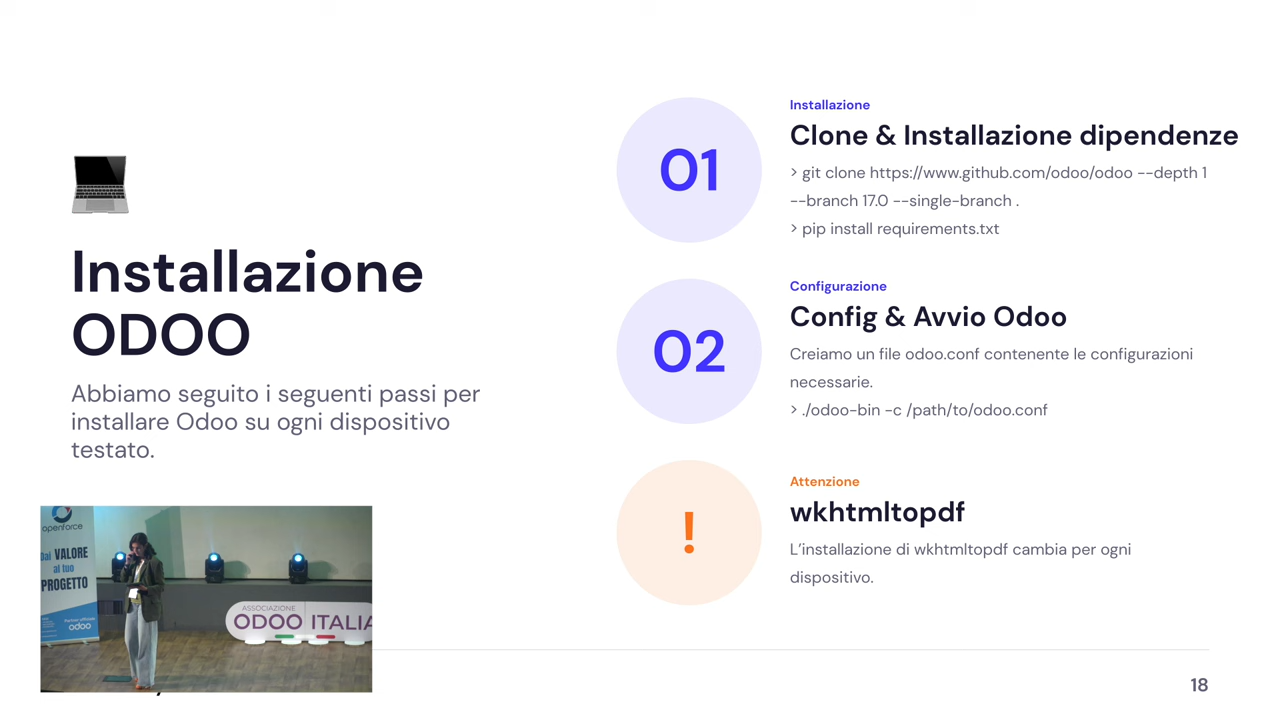 Installazione
ODOO
Abbiamo seguito i seguenti passi per
installare Odoo su ogni dispositivo
testato.
01
Installazione
Clone & Installazione dipendenze
> git clone https://www.github.com/odoo/odoo --depth 1
--branch 17.0 --single-branch .
> pip install requirements.txt
02
Configurazione
Config & Avvio Odoo
Creiamo un file odoo.conf contenente le configurazioni
necessarie.
> ./odoo-bin -c /path/to/odoo.conf
!
Attenzione
wkhtmltopdf
L'installazione di wkhtmltopdf cambia per ogni
dispositivo.
openforce
Dai VALORE
al tuo
PROGETTO
odoo
ASSOCIAZIONE
ODOO ITALIA
18